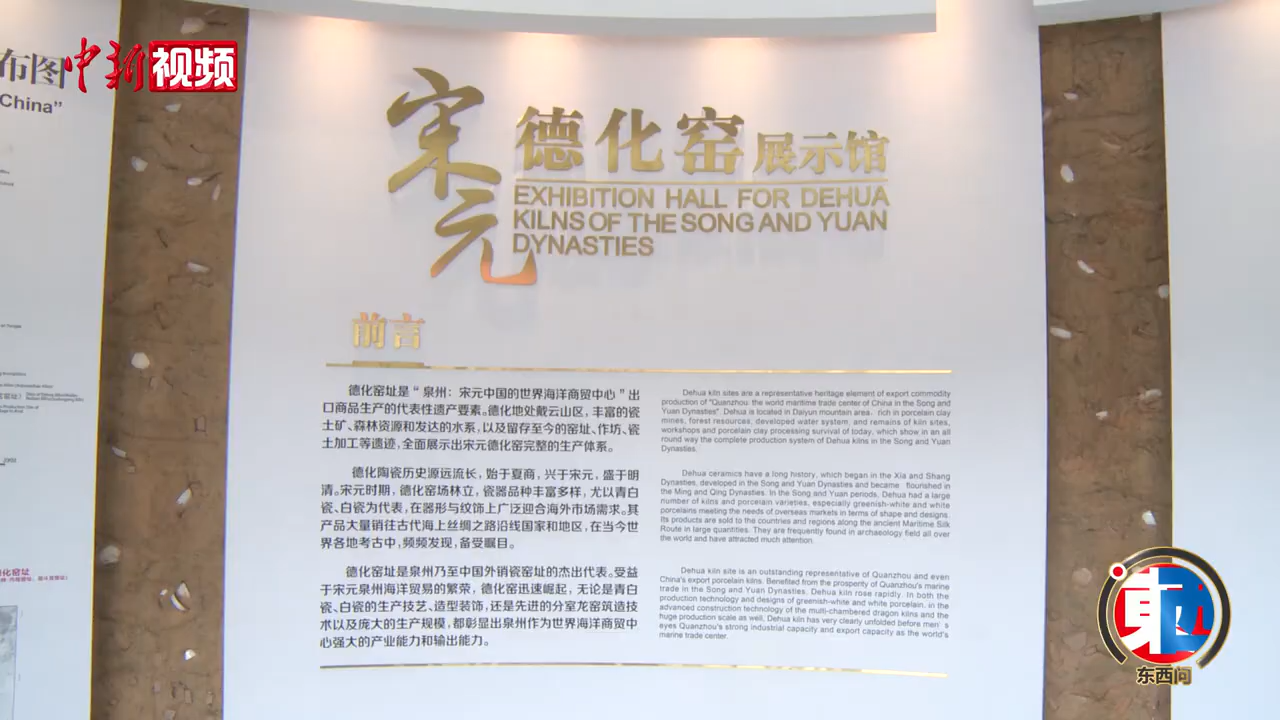 布图
China”
中新视频
宋元
德化窑展示馆
EXHIBITION HALL FOR DEHUA
KILNS OF THE SONG AND YUAN
DYNASTIES
前言
德化窑址是“泉州：宋元中国的世界海洋商贸中心”出
口商品生产的代表性遗产要素。德化地处戴云山区，丰富的瓷
土矿、森林资源和发达的水系，以及留存至今的窑址、作坊、瓷
土加工等遗迹，全面展示出宋元德化窑完整的生产体系。
德化陶瓷历史源远流长，始于夏商，兴于宋元，盛于明
清。宋元时期，德化窑场林立，瓷器品种丰富多样，尤以青白
瓷、白瓷为代表，在器形与纹饰上广泛迎合海外市场需求。其
产品大量销往古代海上丝绸之路沿线国家和地区，在当今世
界各地考古中，频频发现，备受瞩目。
德化窑址是泉州乃至中国外销瓷窑址的杰出代表。受益
于宋元泉州海洋贸易的繁荣，德化窑迅速崛起，无论是青白
瓷、白瓷的生产技艺、造型装饰，还是先进的分室龙窑筑造技
术以及庞大的生产规模，都彰显出泉州作为世界海洋商贸中
心强大的产业能力和输出能力。
Dehua kiln sites are a representative heritage element of export commodity
production of "Quanzhou: the world maritime trade center of China in the Song and
Yuan Dynasties". Dehua is located in Daiyun mountain area, rich in porcelain clay
mines, forest resources, developed water system, and remains of kiln sites,
workshops and porcelain clay processing survival of today, which show in an all
round way the complete production system of Dehua kilns in the Song and Yuan
Dynasties.
Dehua ceramics have a long history, which began in the Xia and Shang
Dynasties, developed in the Song and Yuan Dynasties and became flourished in
the Ming and Qing Dynasties. In the Song and Yuan periods, Dehua had a large
number of kilns and porcelain varieties, especially greenish-white and white
porcelains meeting the needs of overseas markets in terms of shape and designs.
Its products are sold to the countries and regions along the ancient Maritime Silk
Route in large quantities. They are frequently found in archaeology field all over
the world and have attracted much attention.
Dehua kiln site is an outstanding representative of Quanzhou and even
China's export porcelain kilns. Benefited from the prosperity of Quanzhou's marine
trade in the Song and Yuan Dynasties, Dehua kiln rose rapidly. In both the
production technology and designs of greenish-white and white porcelain, in the
advanced construction technology of the multi-chambered dragon kilns and the
huge production scale as well, Dehua kiln has very clearly unfolded before men's
eyes Quanzhou's strong industrial capacity and export capacity as the world's
marine trade center.
東
东西问